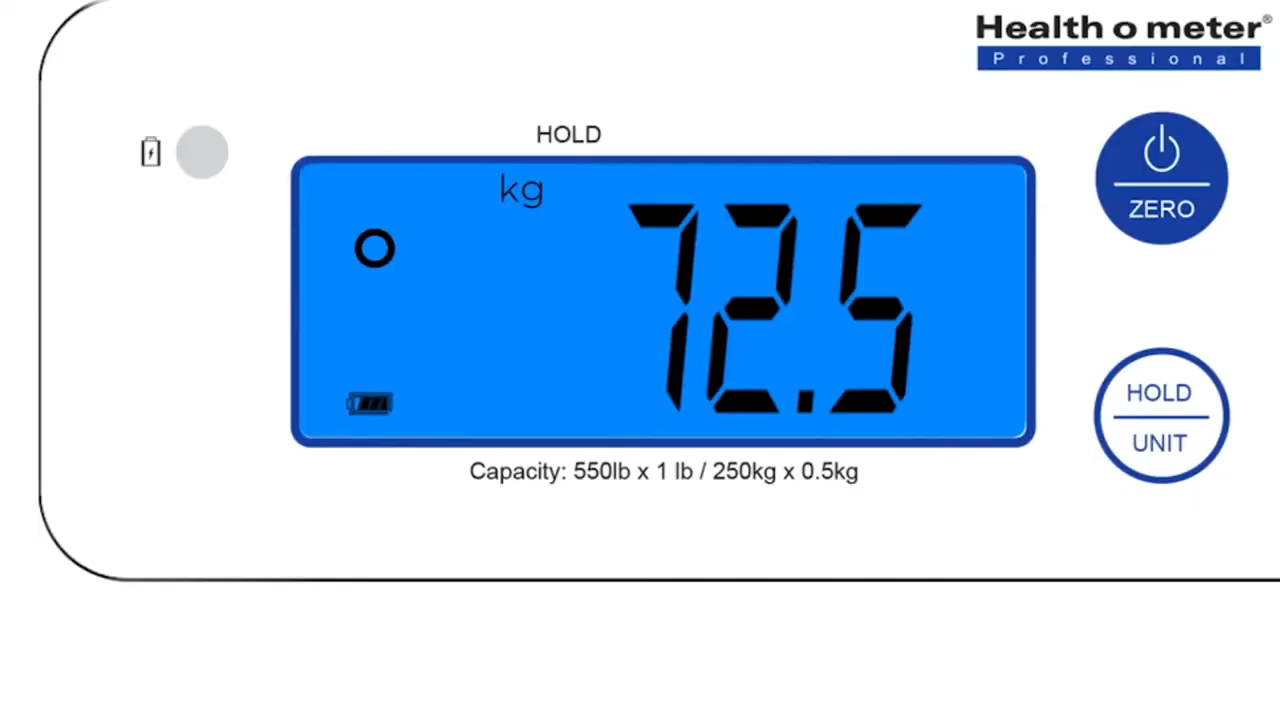 Health o meter®
Professional
HOLD
kg
72.5
ZERO
HOLD
UNIT
Capacity: 550lb x 1 lb / 250kg x 0.5kg